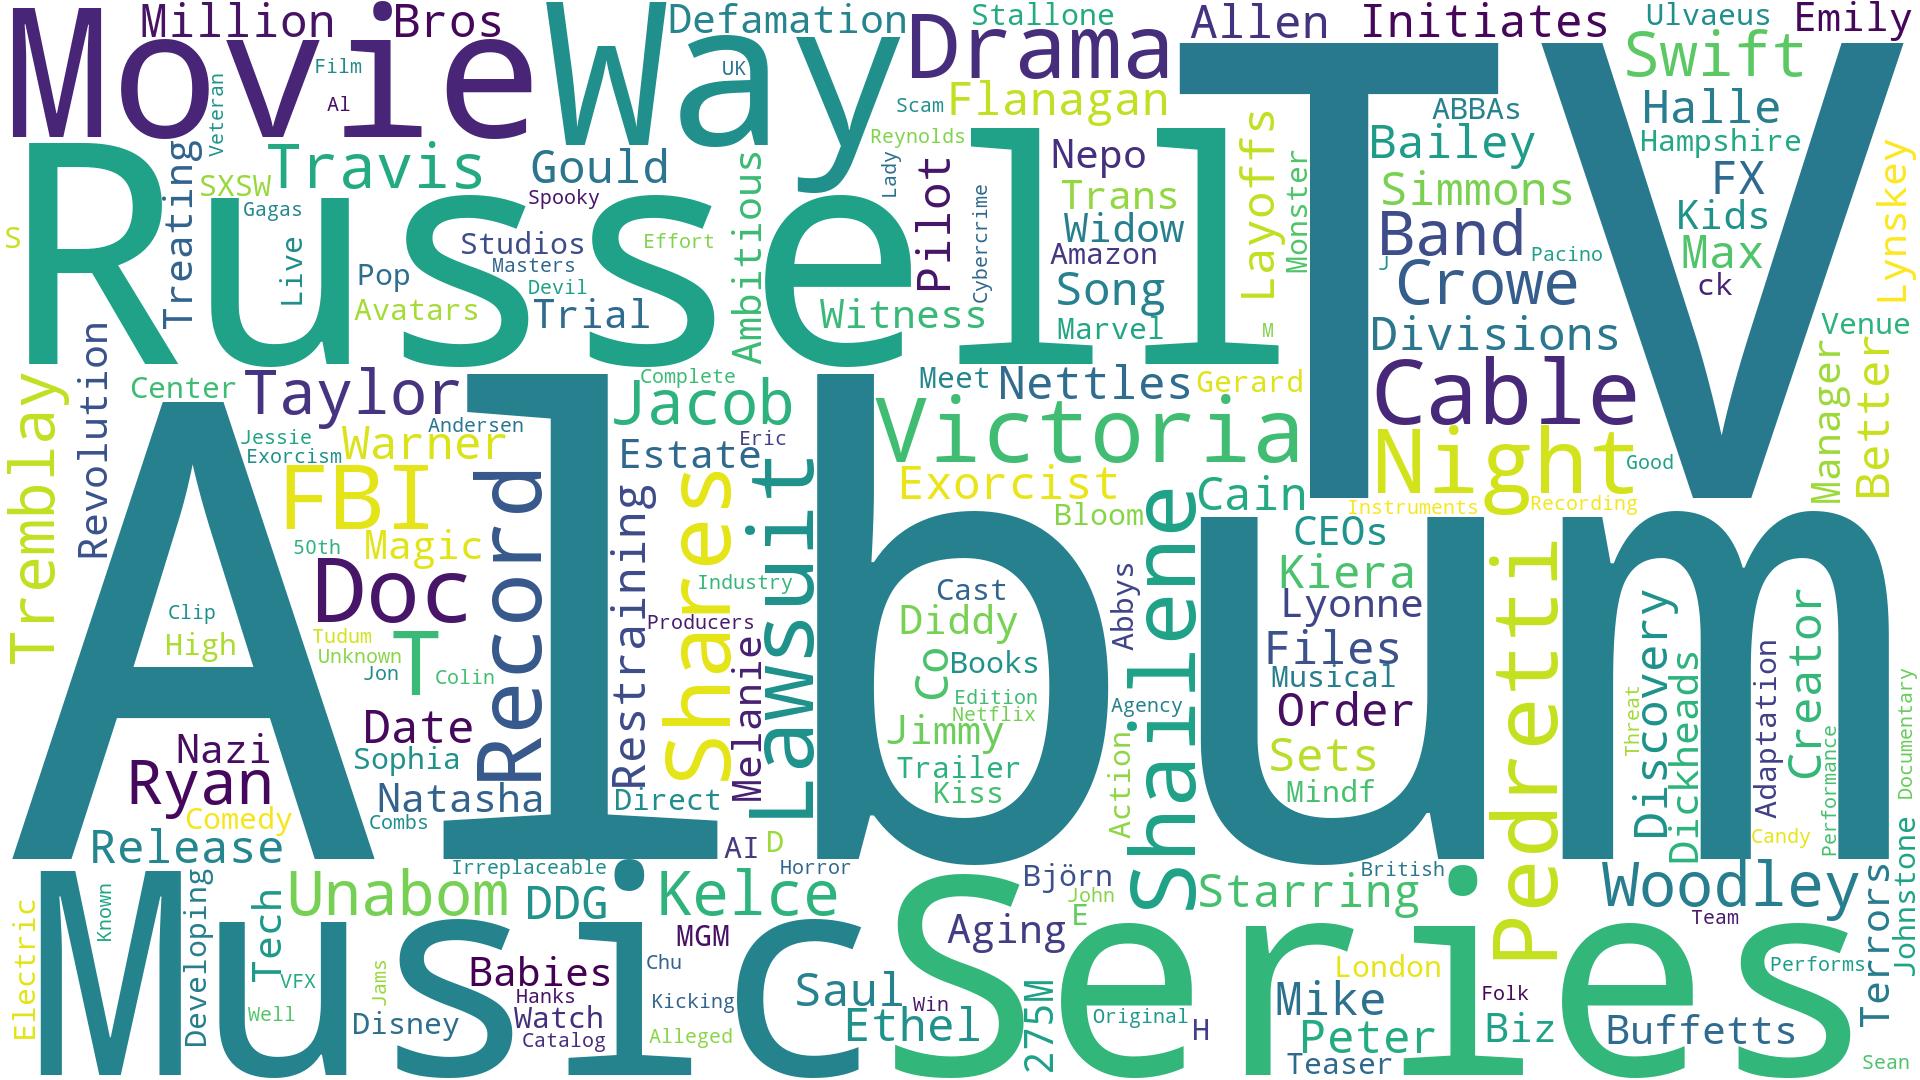 Million Bros Defamation Stallone Allen Initiates Ulvaeus Emily
Movie Way Drama TV Swift
Film UK Veteran Al Scam Flanagan ABBAs Halle
Reynolds Layoffs Bailey Hampshire
Treating Travis Gould Lady Nepo Monster Simmons FX Lynskey
SXSW Spooky Ambitious Pilot Trans Kids
Russell
Gagas Cybercrime Widow Band
S Live Studios Effort Amazon Pacino Max
Pop Masters J Crowe ck
Devil Song
Avatars Trial Witness Marvel M Divisions Venue
Revolution Complete Meet Nettles Gerard Cable Manager Better
Tremblay Center Taylor Jacob Victoria
Andersen
Jessie Warner Eric Night
Exorcism Estate Good
FBI Record Restraining Shares Lawsuit Exorcist Cain
Bloom Shailene Instruments Recording
50th Magic CEOs
Album
Doc Industry Abbys Kiera Pedretti
Cast
Clip Diddy Lyonne Discovery Creator
High Tudum T Producers Files Adaptation
Unknown Melanie Co Books Dickheads
Jon Colin Musical Documentary
Edition Agency Order Threat
Netflix
Date Jimmy Performance
Nazi Sophia Action Sets
Ryan Trailer
Natasha Direct Kiss Mindf
Comedy Combs
Release AI D Candy Johnstone
Irreplaceable Horror British
Unabom DDG Kelce Björn Starring Woodley Terrors
Known Developing John
Electric Tech E Team
Music Series
MGM Aging
Babies Chu London Performs
VFX Jams
Hanks Kicking Saul Win Mike Folk
Well Watch 275M Original
Disney Ethel H Peter Biz Buffetts
Catalog Alleged
Teaser Sean